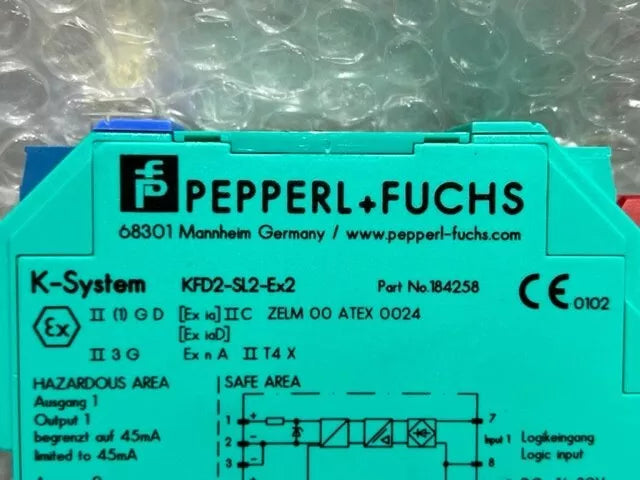 PEPPERL+FUCHS
68301 Mannheim Germany / www.pepperl-fuchs.com
K-System KFD2-SL2-Ex2 Part No.184258 CE 0102
Ex II (1) G D [Ex ia] II C ZELM 00 ATEX 0024
[Ex iaD]
II 3 G Ex n A II T4 X
HAZARDOUS AREA SAFE AREA
Ausgang 1
Output 1
begrenzt auf 45mA
limited to 45mA
1 +
2 -
3 -
7
Input 1
8
Logikeingang
Logic input